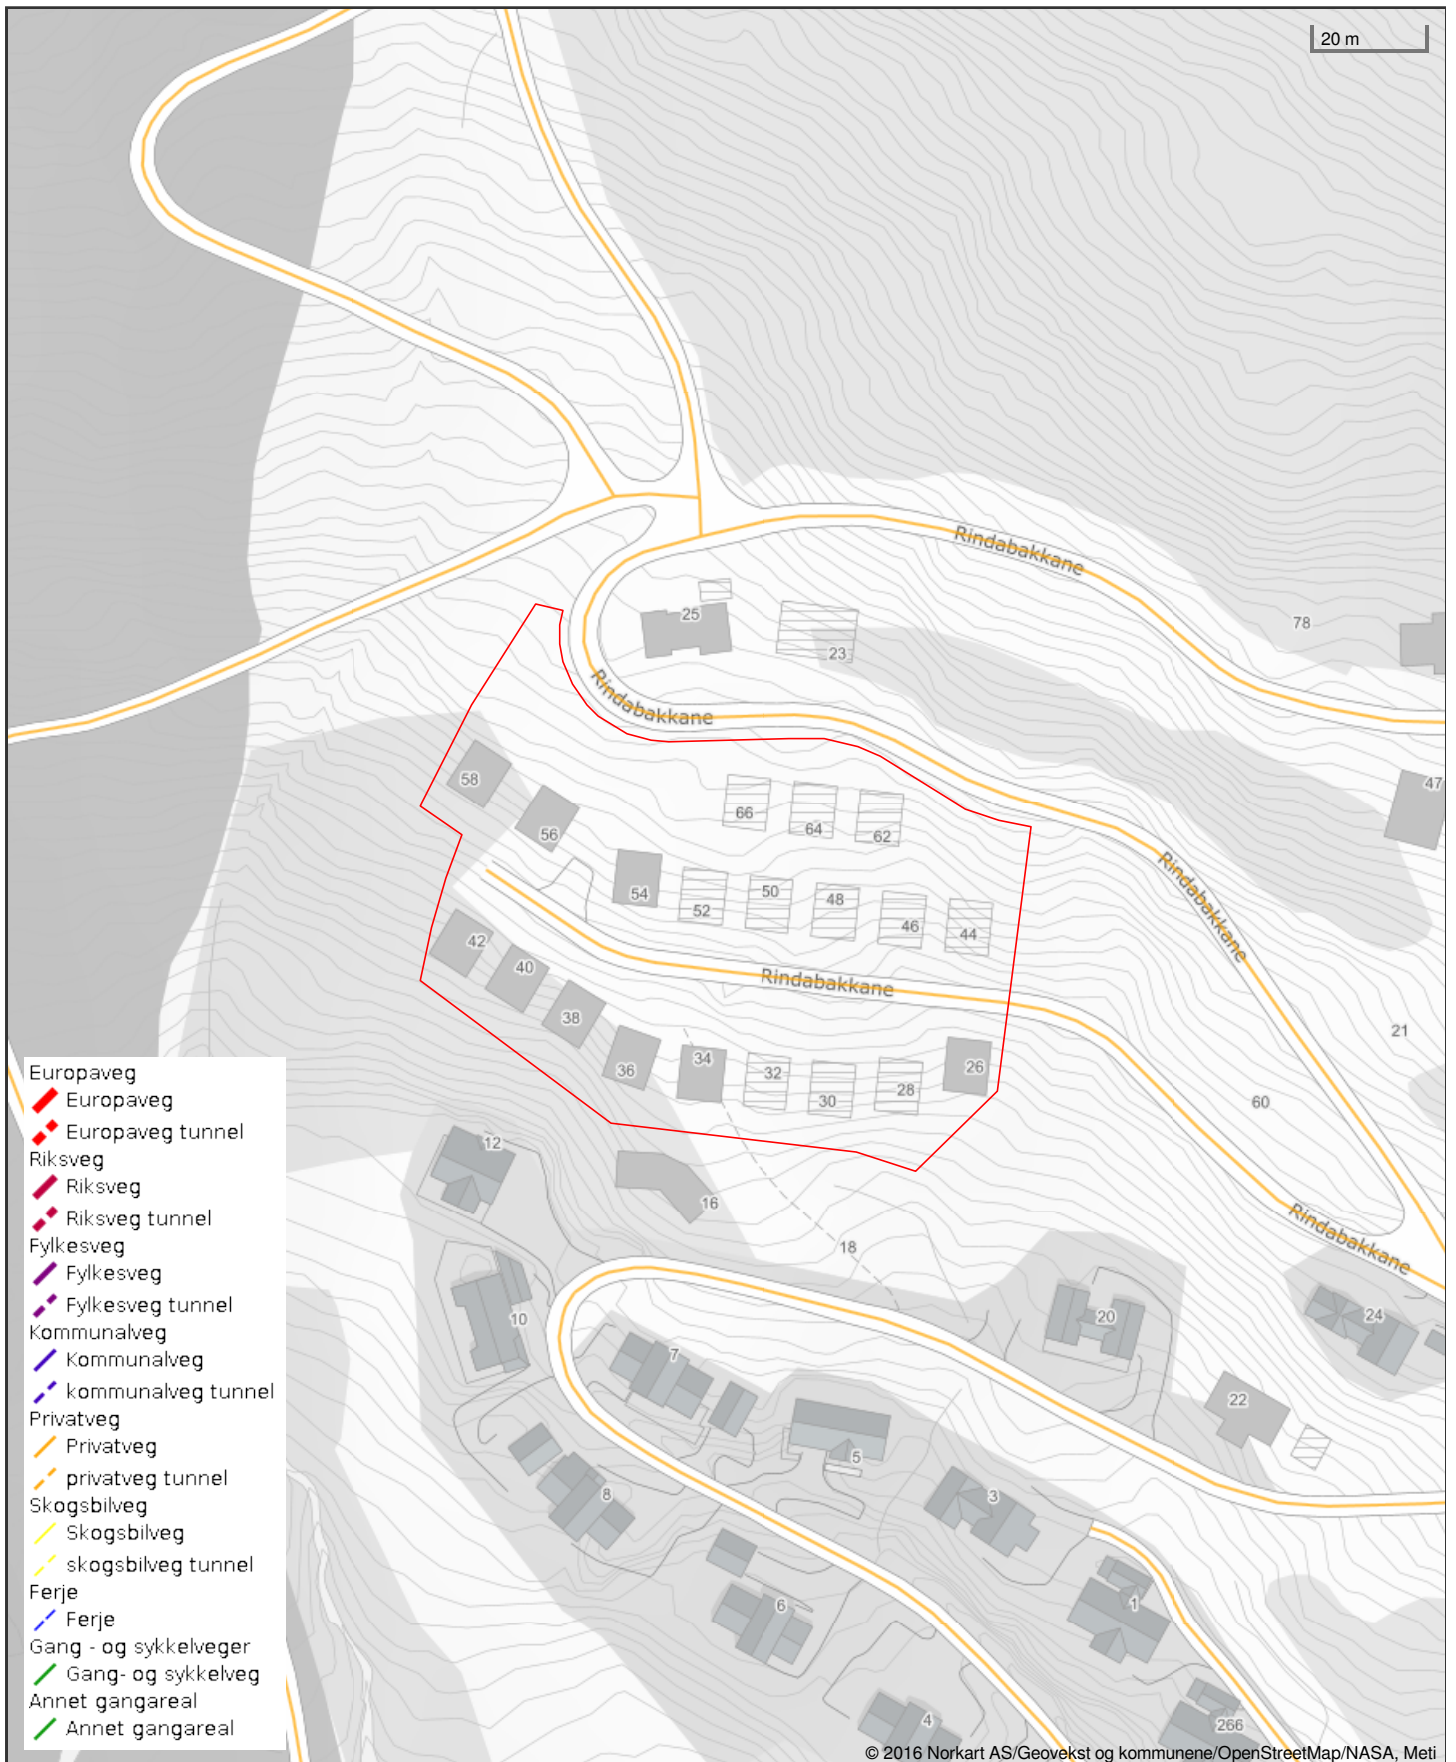 20 m
Rindabakkane
25
78
23
Rindabakkane
58
47
66
64
56
62
Rindabakkane
54
50
48
52
46
44
42
40
Rindabakkane
38
21
34
36
32
26
28
30
60
Europaveg
Europaveg
Europaveg tunnel
Riksveg
Riksveg
Riksveg tunnel
Fylkesveg
Fylkesveg
Fylkesveg tunnel
Kommunalveg
Kommunalveg
kommunalveg tunnel
Privatveg
Privatveg
privatveg tunnel
Skogsbilveg
Skogsbilveg
skogsbilveg tunnel
Ferje
Ferje
Gang - og sykkelveger
Gang- og sykkelveg
Annet gangareal
Annet gangareal
12
16
18
Rindabakkane
10
20
24
7
22
5
8
3
6
1
4
266
© 2016 Norkart AS/Geovekst og kommunene/OpenStreetMap/NASA, Meti